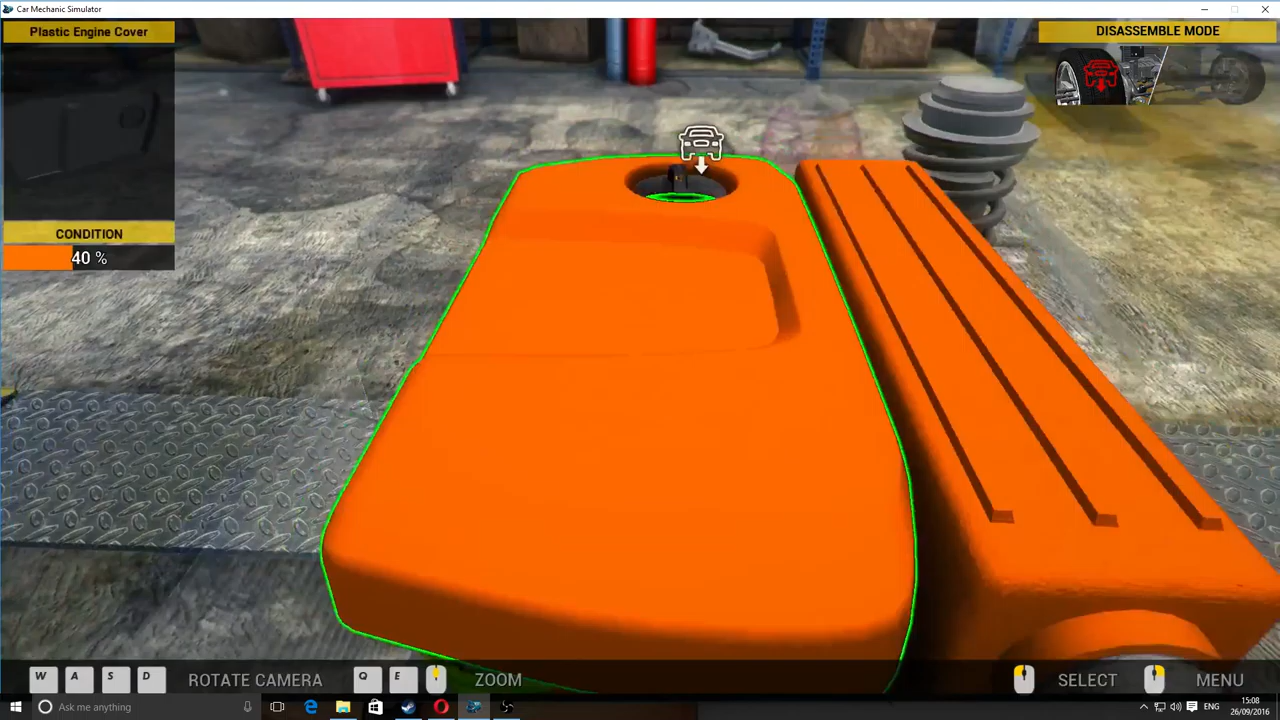 Car Mechanic Simulator
Plastic Engine Cover
DISASSEMBLE MODE
CONDITION
40 %
W A S D ROTATE CAMERA Q E ZOOM SELECT MENU
Ask me anything
ENG
15:08
26/09/2016